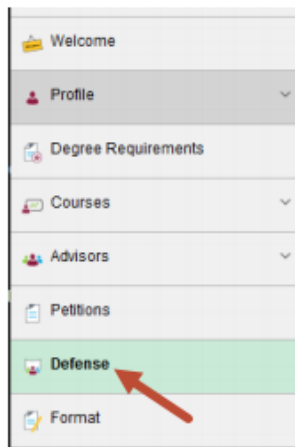 Welcome
Profile
Degree Requirements
Courses
Advisors
Petitions
Defense
Format